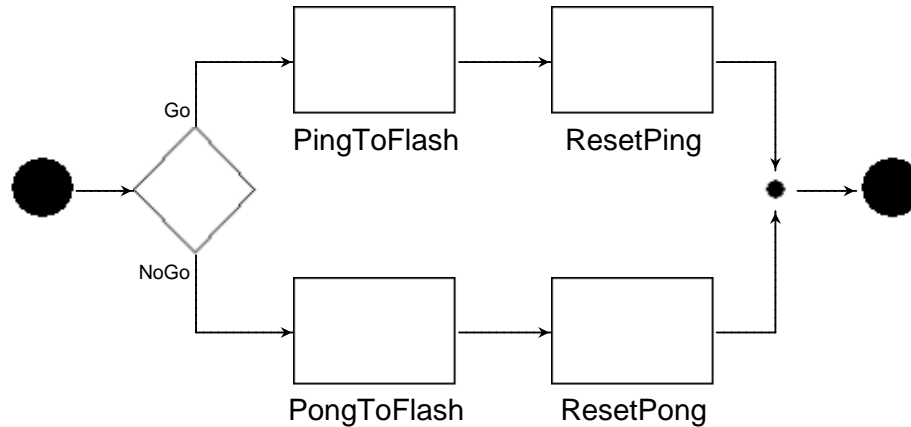 Go
PingToFlash
ResetPing
NoGo
PongToFlash
ResetPong